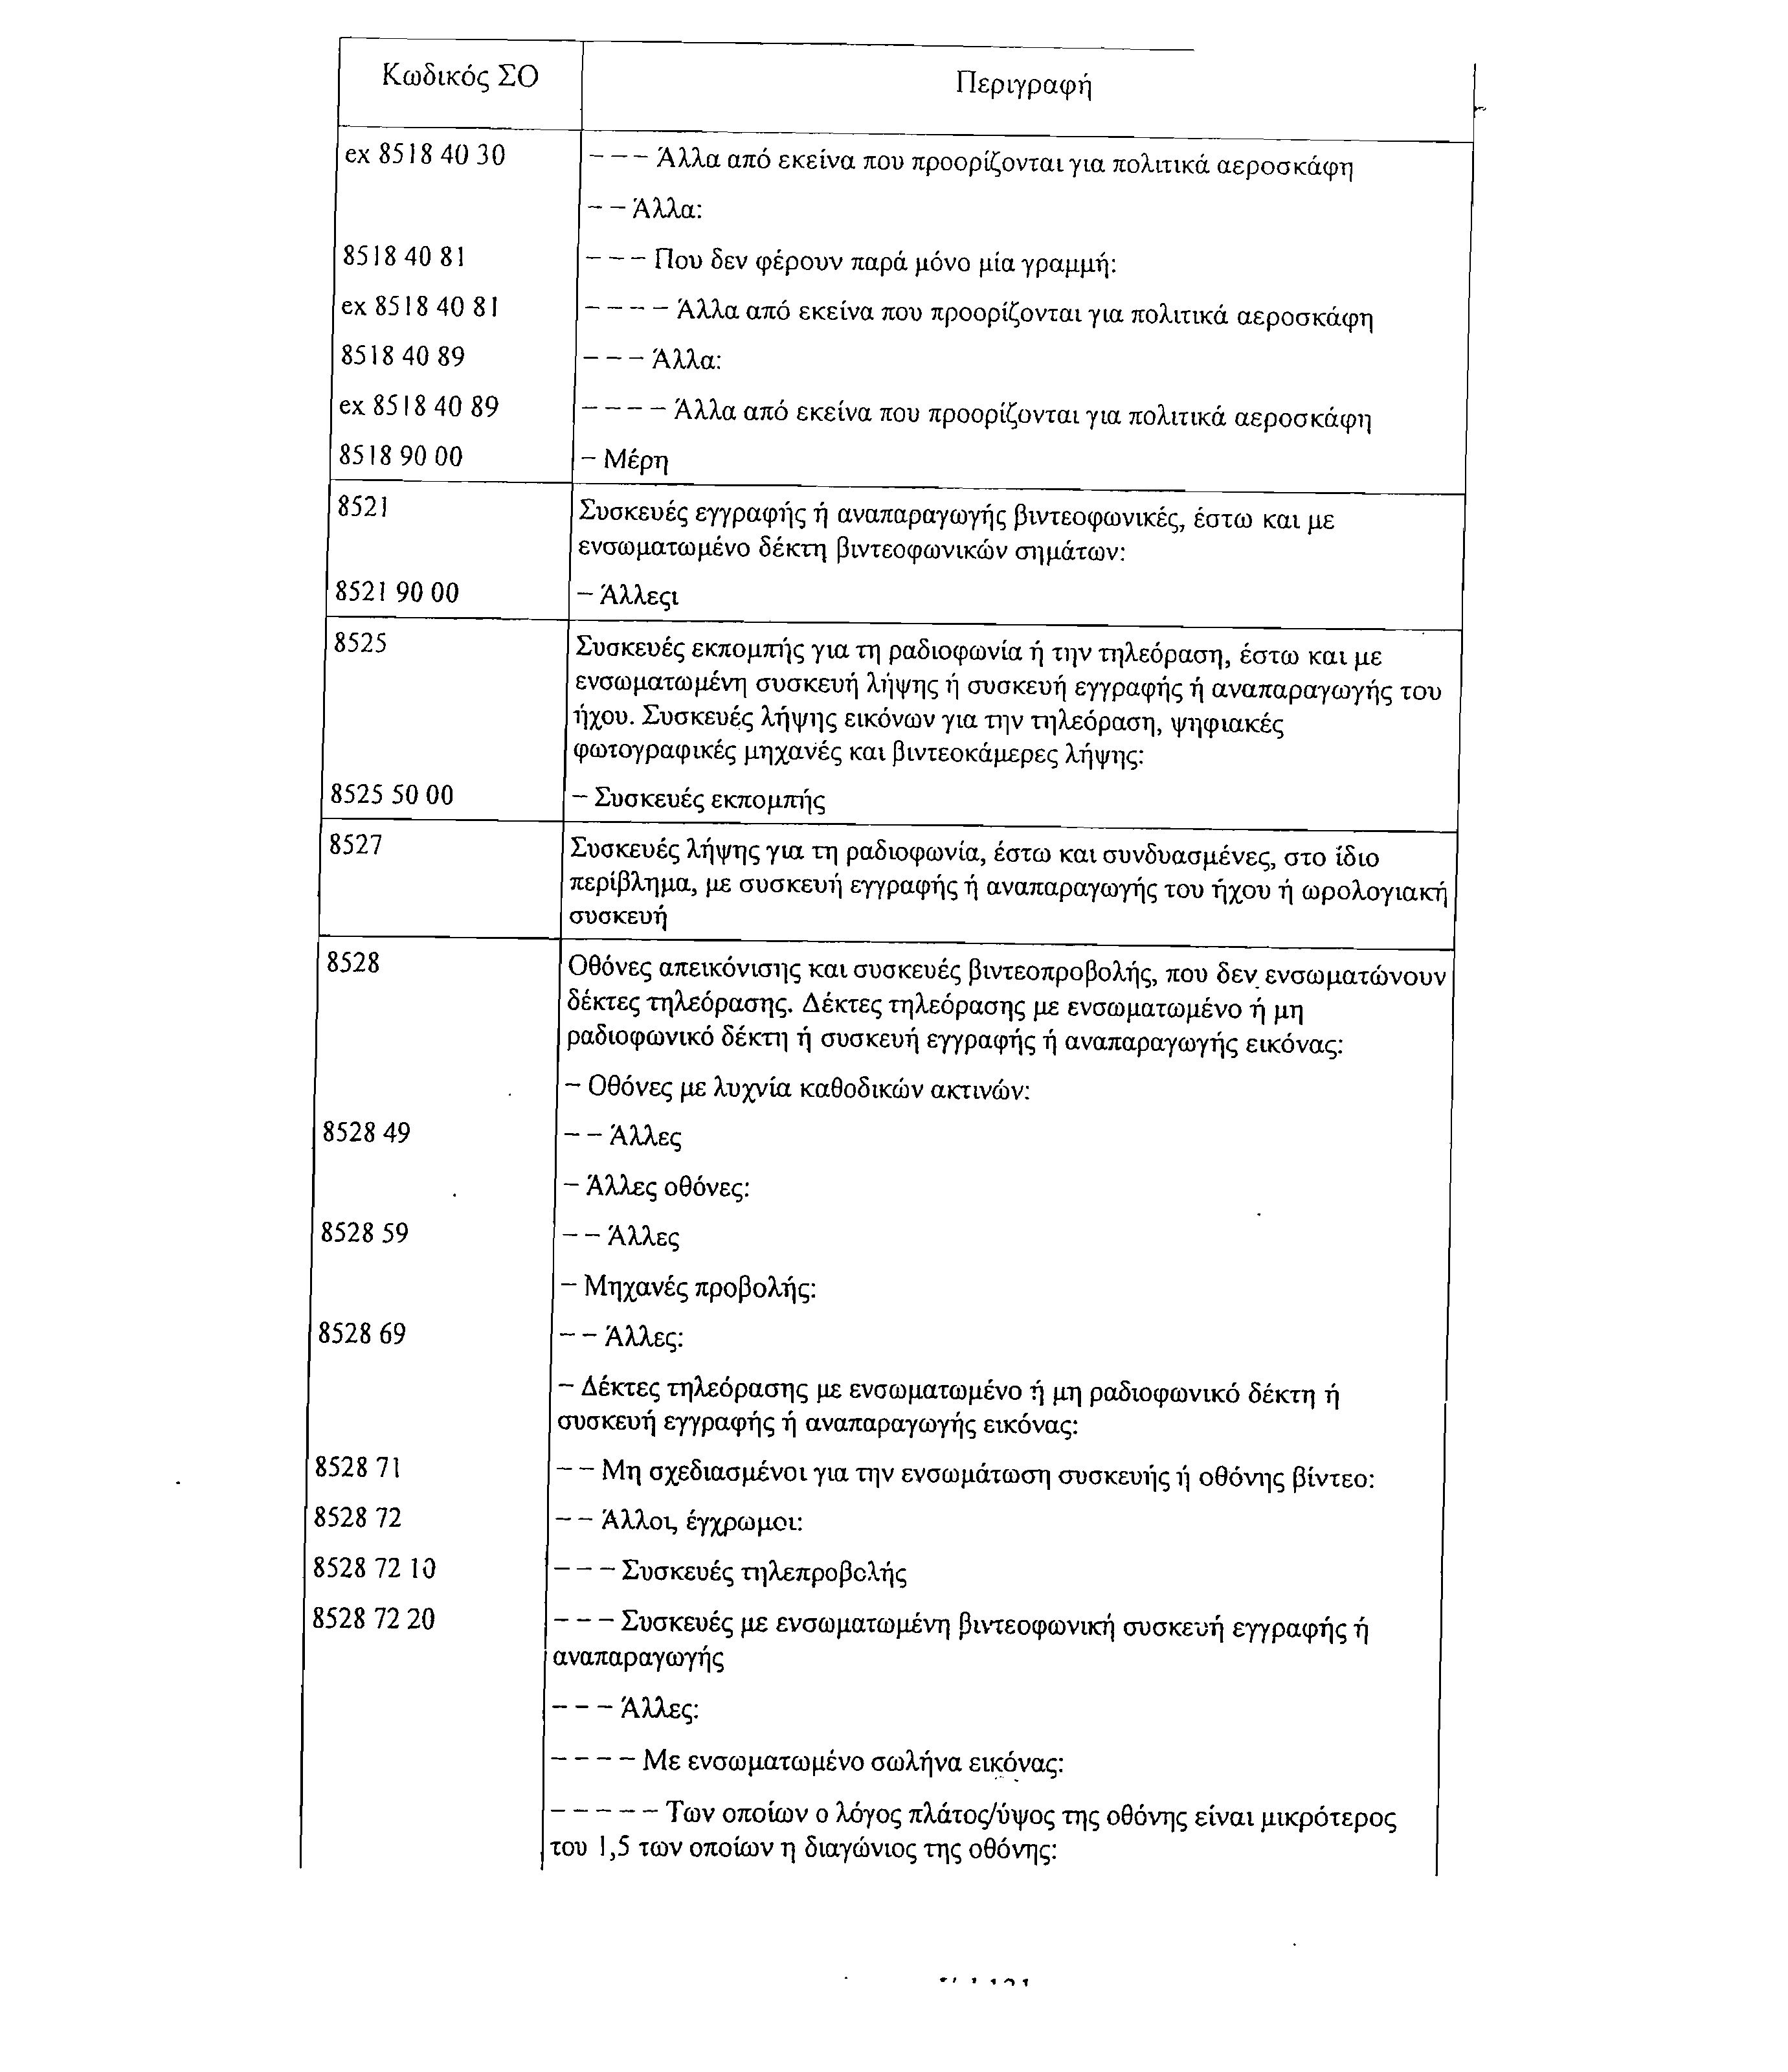 Κωδικός ΣΟ Περιγραφή
ex 8518 40 30 – – – Άλλα από εκείνα που προορίζονται για πολιτικά αεροσκάφη
– – Άλλα:
8518 40 81 – – – Που δεν φέρουν παρά μόνο μία γραμμή:
ex 8518 40 81 – – – – Άλλα από εκείνα που προορίζονται για πολιτικά αεροσκάφη
8518 40 89 – – – Άλλα:
ex 8518 40 89 – – – – Άλλα από εκείνα που προορίζονται για πολιτικά αεροσκάφη
8518 90 00 – Μέρη
8521 Συσκευές εγγραφής ή αναπαραγωγής βιντεοφωνικές, έστω και με
ενσωματωμένο δέκτη βιντεοφωνικών σημάτων:
8521 90 00 – Άλλεςι
8525 Συσκευές εκπομπής για τη ραδιοφωνία ή την τηλεόραση, έστω και με
ενσωματωμένη συσκευή λήψης ή συσκευή εγγραφής ή αναπαραγωγής του
ήχου. Συσκευές λήψης εικόνων για την τηλεόραση, ψηφιακές
φωτογραφικές μηχανές και βιντεοκάμερες λήψης:
8525 50 00 – Συσκευές εκπομπής
8527 Συσκευές λήψης για τη ραδιοφωνία, έστω και συνδυασμένες, στο ίδιο
περίβλημα, με συσκευή εγγραφής ή αναπαραγωγής του ήχου ή ωρολογιακή
συσκευή
8528 Οθόνες απεικόνισης και συσκευές βιντεοπροβολής, που δεν ενσωματώνουν
δέκτες τηλεόρασης. Δέκτες τηλεόρασης με ενσωματωμένο ή μη
ραδιοφωνικό δέκτη ή συσκευή εγγραφής ή αναπαραγωγής εικόνας:
– Οθόνες με λυχνία καθοδικών ακτινών:
8528 49 – – Άλλες
– Άλλες οθόνες:
8528 59 – – Άλλες
– Μηχανές προβολής:
8528 69 – – Άλλες:
– Δέκτες τηλεόρασης με ενσωματωμένο ή μη ραδιοφωνικό δέκτη ή
συσκευή εγγραφής ή αναπαραγωγής εικόνας:
8528 71 – – Μη σχεδιασμένοι για την ενσωμάτωση συσκευής ή οθόνης βίντεο:
8528 72 – – Άλλοι, έγχρωμοι:
8528 72 10 – – – Συσκευές τηλεπροβολής
8528 72 20 – – – Συσκευές με ενσωματωμένη βιντεοφωνική συσκευή εγγραφής ή
αναπαραγωγής
– – – Άλλες:
– – – – Με ενσωματωμένο σωλήνα εικόνας:
– – – – – Των οποίων ο λόγος πλάτος/ύψος της οθόνης είναι μικρότερος
του 1,5 των οποίων η διαγώνιος της οθόνης: